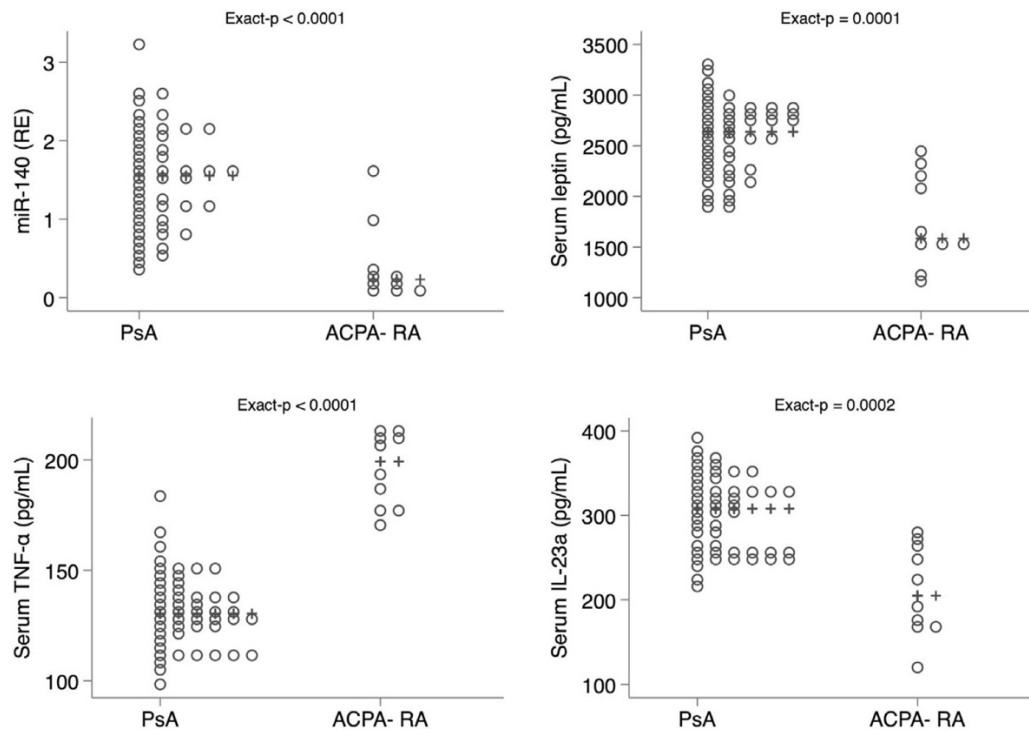 Exact-p < 0.0001
miR-140 (RE)
3
2
1
0
PsA
ACPA- RA
Exact-p = 0.0001
Serum leptin (pg/mL)
3500
3000
2500
2000
1500
1000
PsA
ACPA- RA
Exact-p < 0.0001
Serum TNF-α (pg/mL)
200
150
100
PsA
ACPA- RA
Exact-p = 0.0002
Serum IL-23a (pg/mL)
400
300
200
100
PsA
ACPA- RA